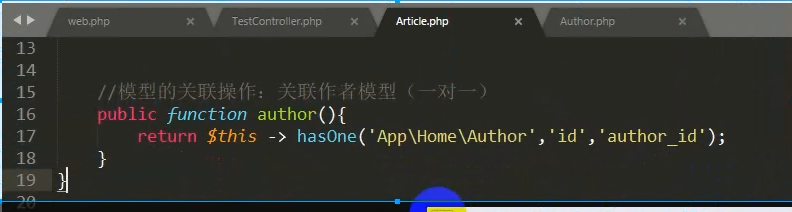 web.php × TestController.php × Article.php × Author.php ×
13
14
15 //模型的关联操作：关联作者模型（一对一）
16 public function author(){
17 return $this -> hasOne('App\Home\Author','id','author_id');
18 }
19 }
20